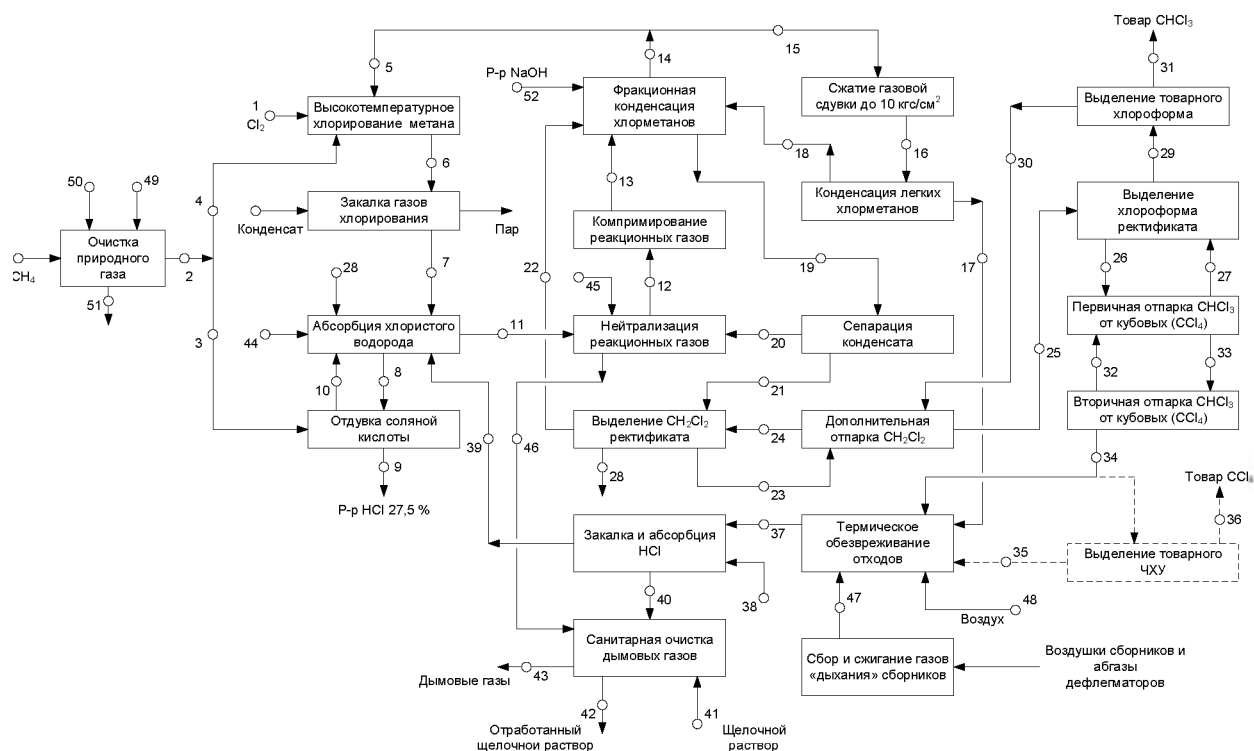 Товар CHCl3
15
5
14
31
Р-р NaOH
52
1
Cl2
Высокотемпературное
хлорирование метана
Фракционная
конденсация
хлорметанов
Сжатие газовой
сдувки до 10 кгс/см2
Выделение товарного
хлороформа
6
18
16
30
29
50
49
4
13
Закалка газов
хлорирования
Конденсат
Пар
Конденсация легких
хлорметанов
Выделение
хлороформа
ректификата
Компримирование
реакционных газов
Очистка
природного
газа
CH4
2
51
28
7
22
45
12
19
17
26
27
3
44
Абсорбция хлористого
водорода
11
Нейтрализация
реакционных газов
20
Сепарация
конденсата
25
Первичная отпарка CHCl3
от кубовых (CCl4)
10
8
21
32
33
Отдувка соляной
кислоты
39
46
Выделение CH2Cl2
ректификата
24
Дополнительная
отпарка CH2Cl2
Вторичная отпарка CHCl3
от кубовых (CCl4)
9
28
23
34
Р-р HCl 27,5 %
Товар CCl
36
Закалка и абсорбция
HCl
37
Термическое
обезвреживание
отходов
35
Выделение товарного
ЧХУ
40
38
47
48
Воздух
Санитарная очистка
дымовых газов
Сбор и сжигание газов
«дыхания» сборников
Воздушки сборников и
абгазы
дефлегматоров
Дымовые газы
43
42
41
Отработанный
щелочной раствор
Щелочной
раствор